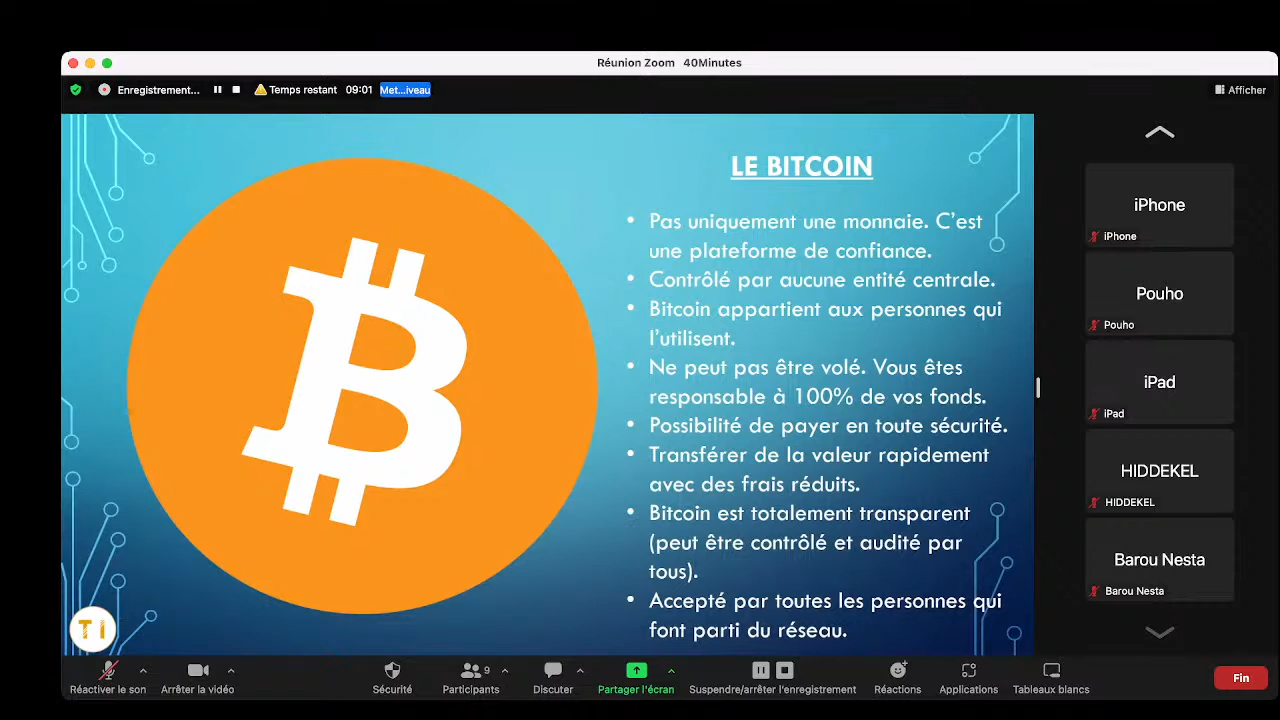 Réunion Zoom 40Minutes
Enregistrement... Temps restant 09:01 Met...iveau Afficher
LE BITCOIN
• Pas uniquement une monnaie. C'est
une plateforme de confiance.
• Contrôlé par aucune entité centrale.
• Bitcoin appartient aux personnes qui
l'utilisent.
• Ne peut pas être volé. Vous êtes
responsable à 100% de vos fonds.
• Possibilité de payer en toute sécurité.
• Transférer de la valeur rapidement
avec des frais réduits.
• Bitcoin est totalement transparent
(peut être contrôlé et audité par
tous).
• Accepté par toutes les personnes qui
font parti du réseau.
TI
iPhone
iPhone
Pouho
Pouho
iPad
iPad
HIDDEKEL
HIDDEKEL
Barou Nesta
Barou Nesta
9
Réactiver le son Arrêter la vidéo Sécurité Participants Discuter Partager l'écran Suspendre/arrêter l'enregistrement Réactions Applications Tableaux blancs Fin